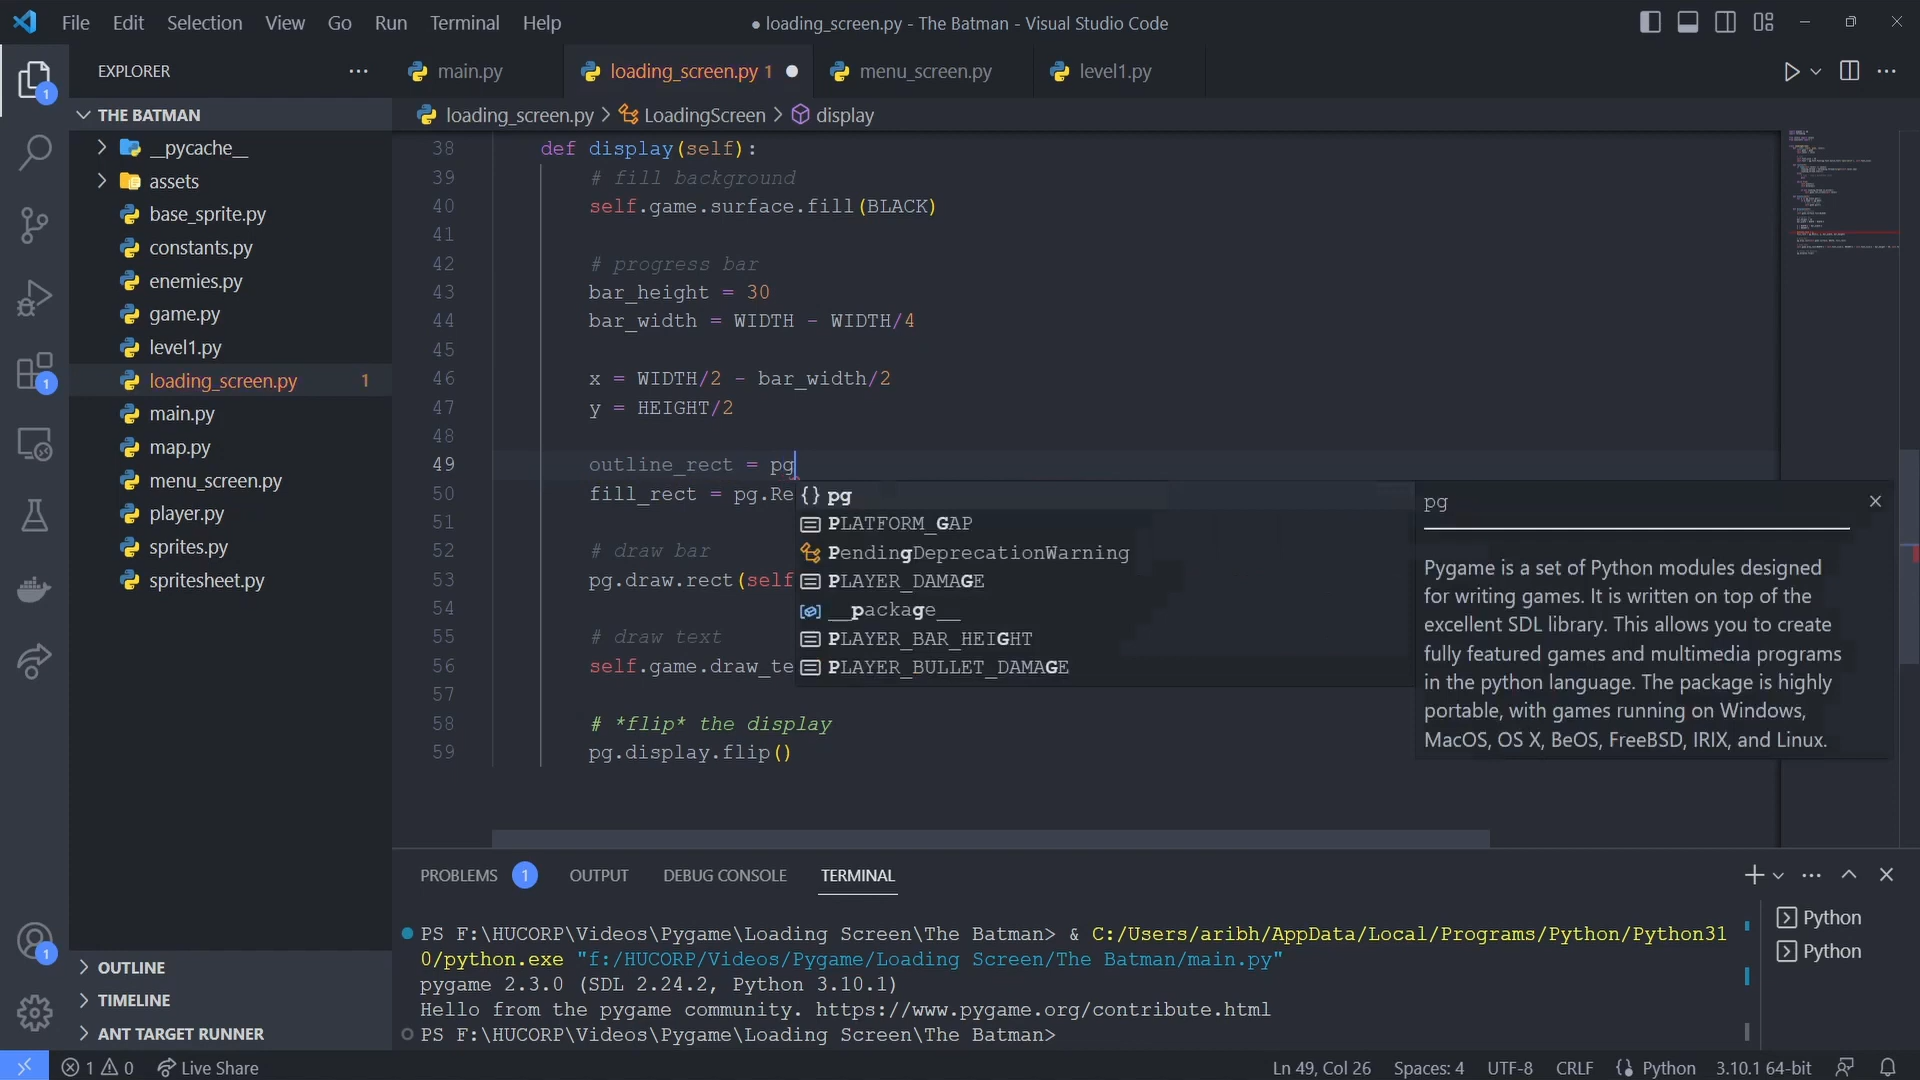 File Edit Selection View Go Run Terminal Help
● loading_screen.py - The Batman - Visual Studio Code
EXPLORER
main.py
loading_screen.py 1
menu_screen.py
level1.py
THE BATMAN
loading_screen.py > LoadingScreen > display
__pycache__
assets
base_sprite.py
constants.py
enemies.py
game.py
level1.py
loading_screen.py 1
main.py
map.py
menu_screen.py
player.py
sprites.py
spritesheet.py
OUTLINE
TIMELINE
ANT TARGET RUNNER
1
1
1
38 def display(self):
39 # fill background
40 self.game.surface.fill(BLACK)
41
42 # progress bar
43 bar_height = 30
44 bar_width = WIDTH - WIDTH/4
45
46 x = WIDTH/2 - bar_width/2
47 y = HEIGHT/2
48
49 outline_rect = pg
50 fill_rect = pg.Re
51
52 # draw bar
53 pg.draw.rect(self
54
55 # draw text
56 self.game.draw_te
57
58 # *flip* the display
59 pg.display.flip()
{} pg
PLATFORM_GAP
PendingDeprecationWarning
PLAYER_DAMAGE
__package__
PLAYER_BAR_HEIGHT
PLAYER_BULLET_DAMAGE
pg
Pygame is a set of Python modules designed
for writing games. It is written on top of the
excellent SDL library. This allows you to create
fully featured games and multimedia programs
in the python language. The package is highly
portable, with games running on Windows,
MacOS, OS X, BeOS, FreeBSD, IRIX, and Linux.
PROBLEMS 1 OUTPUT DEBUG CONSOLE TERMINAL
PS F:\HUCORP\Videos\Pygame\Loading Screen\The Batman> & C:/Users/aribh/AppData/Local/Programs/Python/Python31
0/python.exe "f:/HUCORP/Videos/Pygame/Loading Screen/The Batman/main.py"
pygame 2.3.0 (SDL 2.24.2, Python 3.10.1)
Hello from the pygame community. https://www.pygame.org/contribute.html
PS F:\HUCORP\Videos\Pygame\Loading Screen\The Batman>
Python
Python
1 0 Live Share
Ln 49, Col 26 Spaces: 4 UTF-8 CRLF Python 3.10.1 64-bit